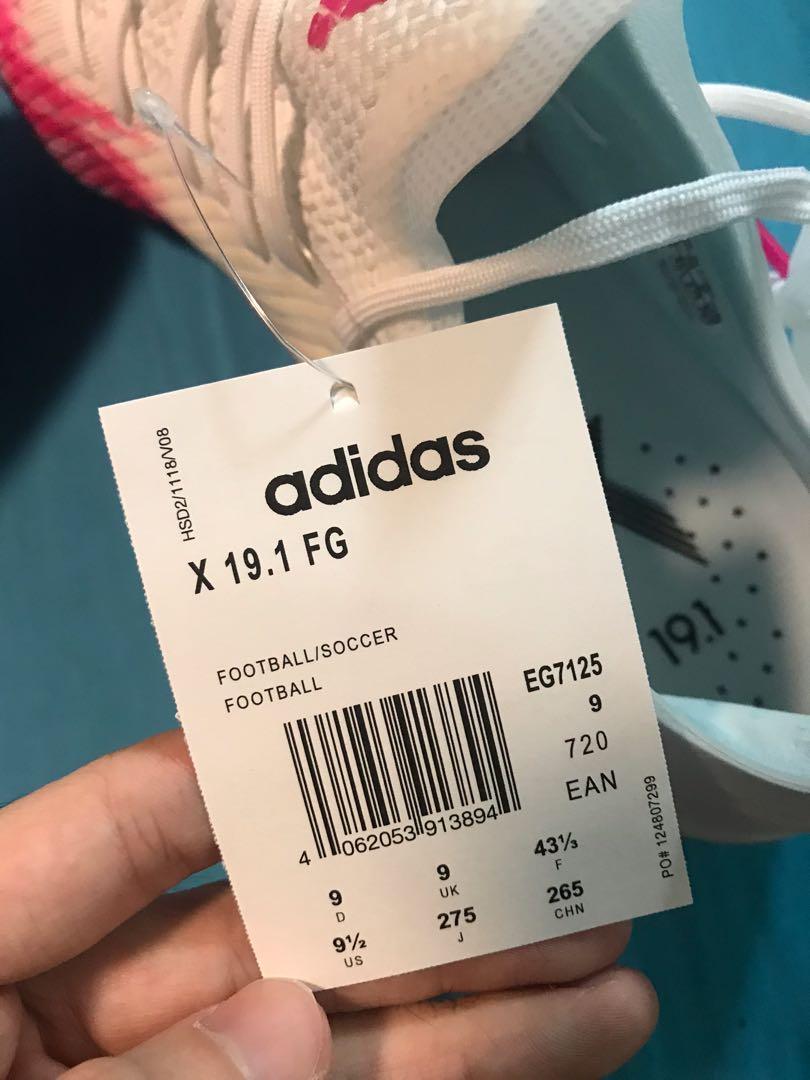 HSD2/1118/V08
adidas
X 19.1 FG
FOOTBALL/SOCCER
FOOTBALL
EG7125
9
720
EAN
4 062053 913894
9 D
9 UK
43⅓ F
9½ US
275 J
265 CHN
PO# 124807299
19.1